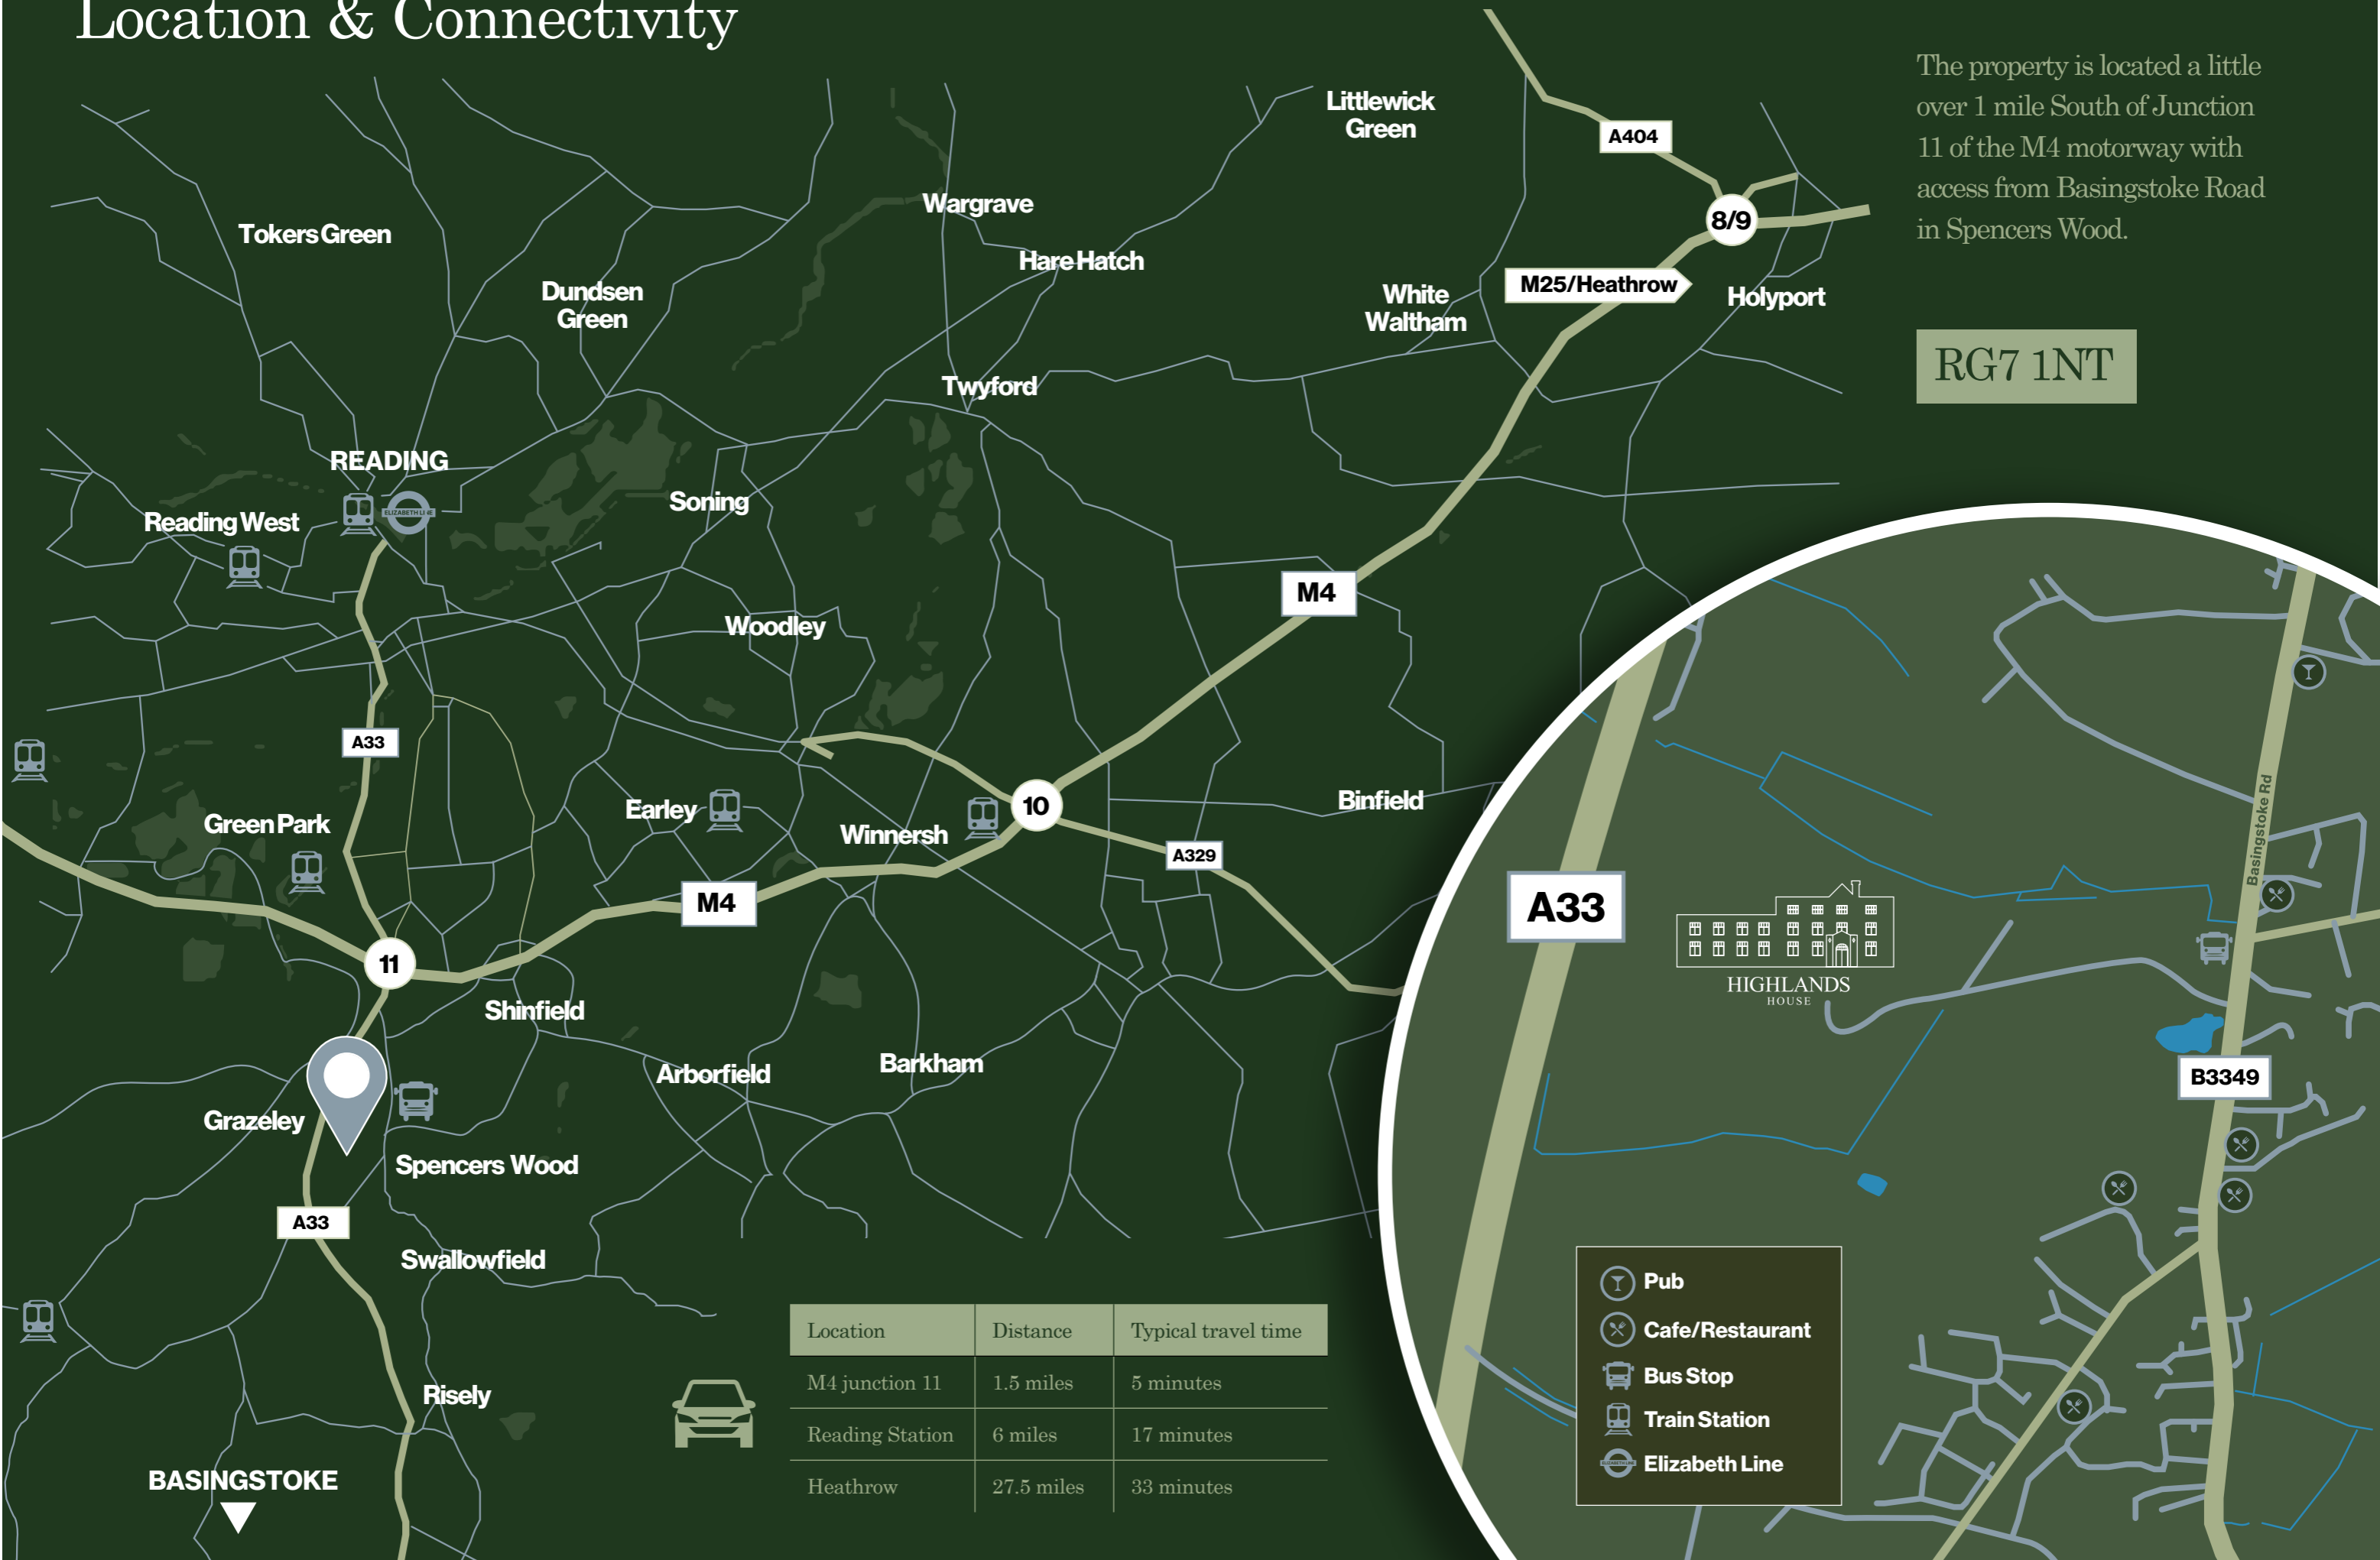 Location & Connectivity
The property is located a little
over 1 mile South of Junction
11 of the M4 motorway with
access from Basingstoke Road
in Spencers Wood.
RG7 1NT
Littlewick
Green
A404
8/9
Wargrave
Tokers Green
Hare Hatch
M25/Heathrow
Dundsen
Green
White
Waltham
Holyport
Twyford
READING
ELIZABETH LINE
Soning
Reading West
M4
Woodley
A33
Earley
10
Binfield
Green Park
Winnersh
A329
M4
11
Shinfield
Arborfield
Barkham
Grazeley
Spencers Wood
A33
Swallowfield
Risely
BASINGSTOKE
Location Distance Typical travel time
M4 junction 11 1.5 miles 5 minutes
Reading Station 6 miles 17 minutes
Heathrow 27.5 miles 33 minutes
Basingstoke Rd
A33
HIGHLANDS
HOUSE
B3349
Pub
Cafe/Restaurant
Bus Stop
Train Station
ELIZABETH LINE
Elizabeth Line